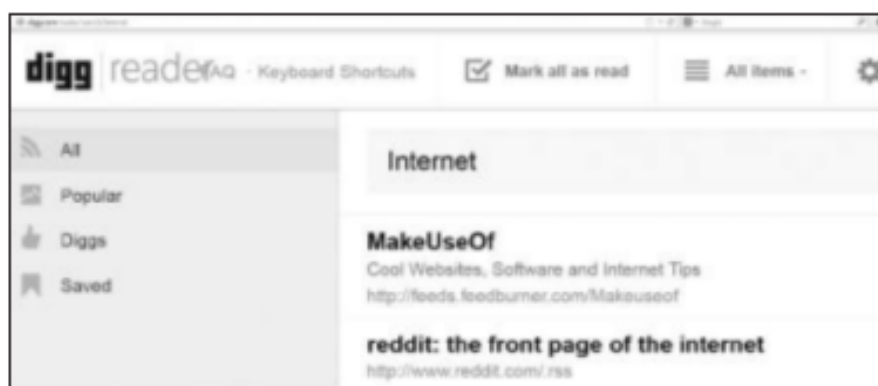 digg reader FAQ · Keyboard Shortcuts
Mark all as read
All items
All
Popular
Diggs
Saved
Internet
MakeUseOf
Cool Websites, Software and Internet Tips
http://feeds.feedburner.com/Makeuseof
reddit: the front page of the internet
http://www.reddit.com/.rss